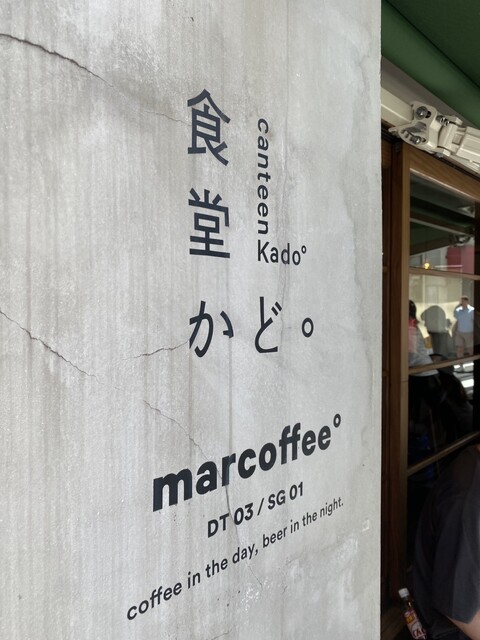 食堂
かど。
canteen
Kado°
marcoffee°
DT 03 / SG 01
coffee in the day, beer in the night.